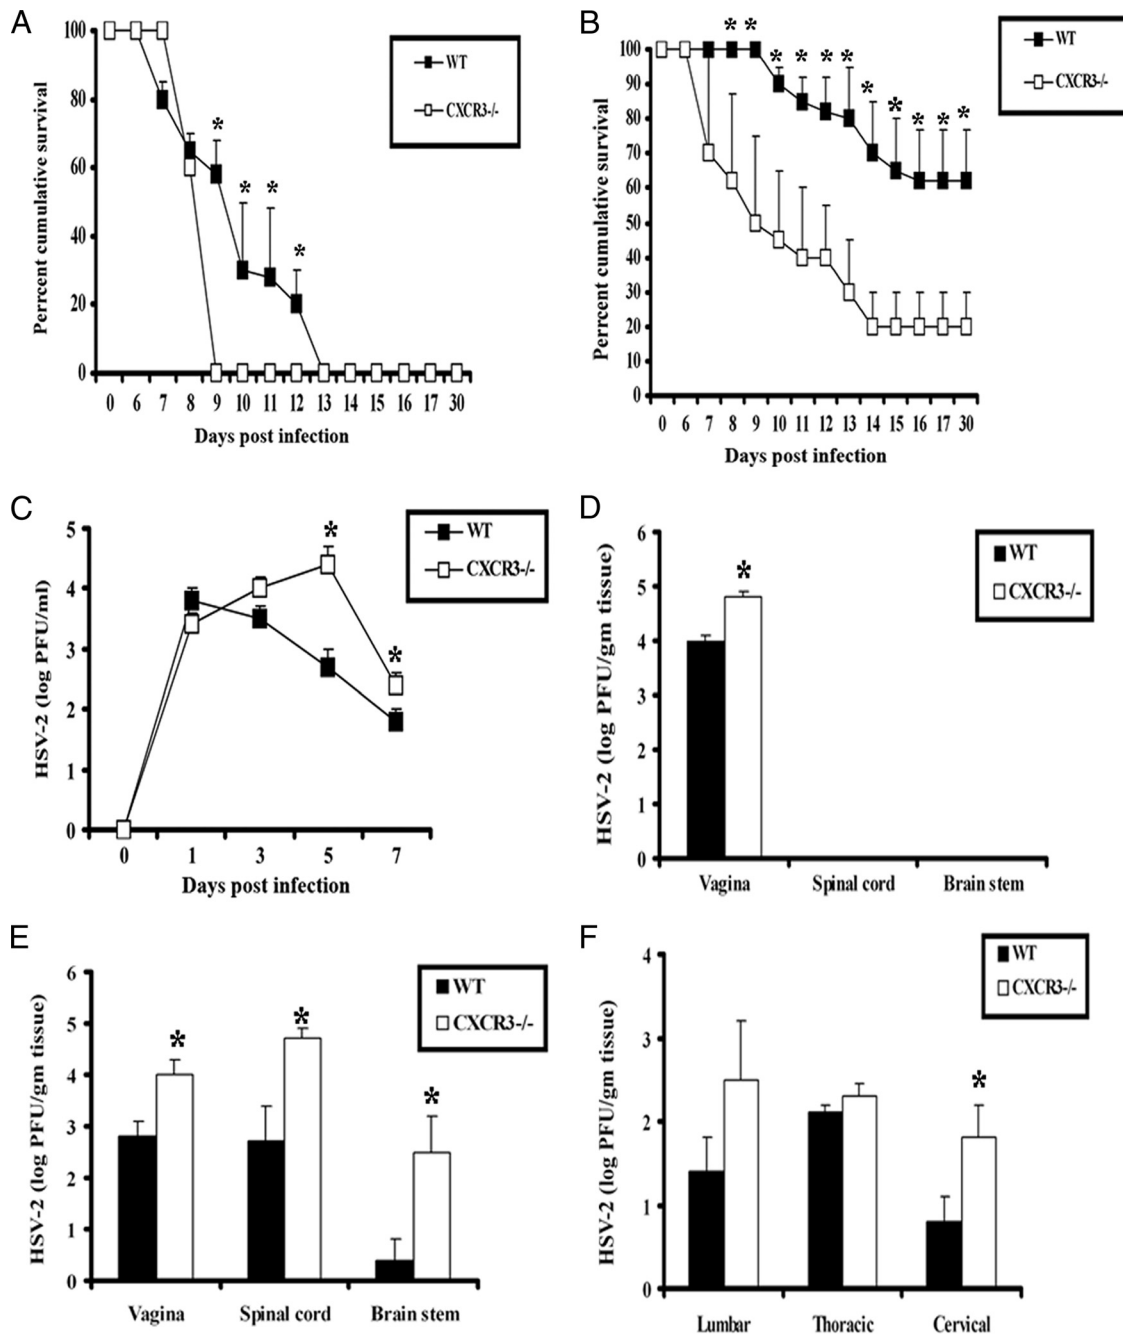 A
Perrcent cumulative survival
100
80
60
40
20
0
* * * *
WT
CXCR3-/-
0 6 7 8 9 10 11 12 13 14 15 16 17 30
Days post infection
B
Perrcent cumulative survival
100
90
80
70
60
50
40
30
20
10
0
* * * * * * * * * * *
WT
CXCR3-/-
0 6 7 8 9 10 11 12 13 14 15 16 17 30
Days post infection
C
HSV-2 (log PFU/ml)
5
4
3
2
1
0
* *
WT
CXCR3-/-
0 1 3 5 7
Days post infection
D
HSV-2 (log PFU/gm tissue)
6
5
4
3
2
1
0
*
WT
CXCR3-/-
Vagina Spinal cord Brain stem
E
HSV-2 (log PFU/gm tissue)
6
5
4
3
2
1
0
* * *
WT
CXCR3-/-
Vagina Spinal cord Brain stem
F
HSV-2 (log PFU/gm tissue)
4
3
2
1
0
*
WT
CXCR3-/-
Lumbar Thoracic Cervical